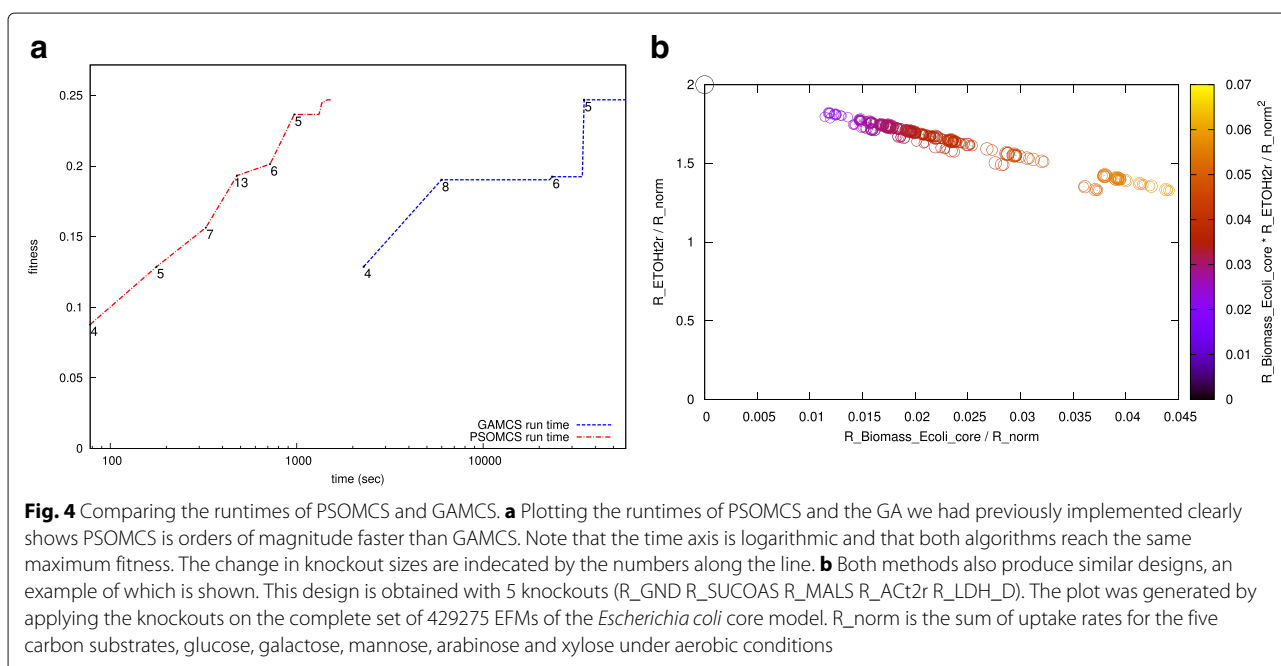 a
b
0.25
0.2
0.15
0.1
0.05
0
fitness
4
5
7
13
6
5
4
8
6
5
GAMCS run time
PSOMCS run time
100
1000
10000
time (sec)
2
1.5
1
0.5
0
R_ETOHt2r / R_norm
0
0.005
0.01
0.015
0.02
0.025
0.03
0.035
0.04
0.045
R_Biomass_Ecoli_core / R_norm
0.07
0.06
0.05
0.04
0.03
0.02
0.01
0
R_Biomass_Ecoli_core * R_ETOHt2r / R_norm²
Fig. 4 Comparing the runtimes of PSOMCS and GAMCS. a Plotting the runtimes of PSOMCS and the GA we had previously implemented clearly
shows PSOMCS is orders of magnitude faster than GAMCS. Note that the time axis is logarithmic and that both algorithms reach the same
maximum fitness. The change in knockout sizes are indecated by the numbers along the line. b Both methods also produce similar designs, an
example of which is shown. This design is obtained with 5 knockouts (R_GND R_SUCOAS R_MALS R_ACt2r R_LDH_D). The plot was generated by
applying the knockouts on the complete set of 429275 EFMs of the Escherichia coli core model. R_norm is the sum of uptake rates for the five
carbon substrates, glucose, galactose, mannose, arabinose and xylose under aerobic conditions